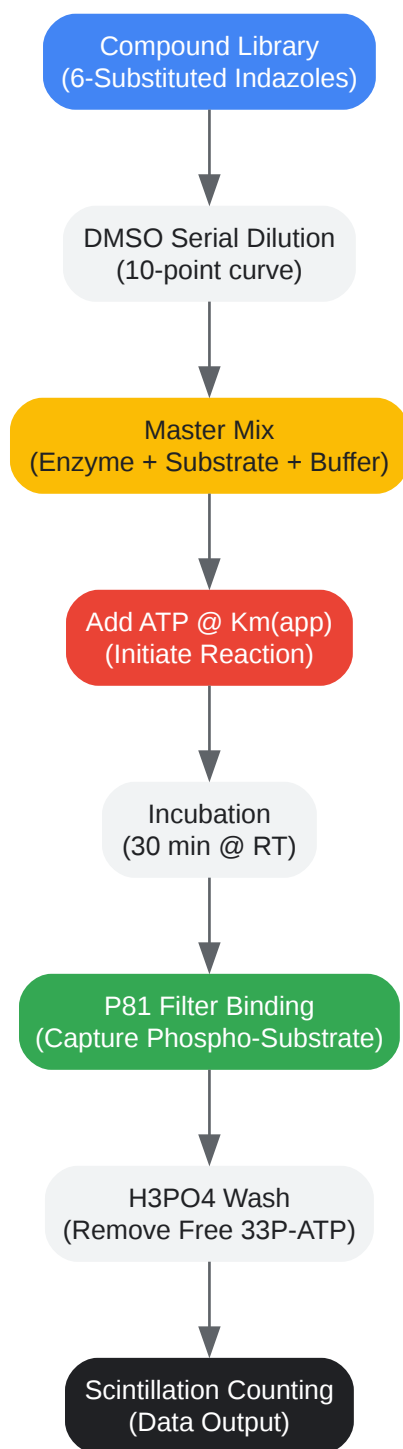 Compound Library
(6-Substituted Indazoles)
DMSO Serial Dilution
(10-point curve)
Master Mix
(Enzyme + Substrate + Buffer)
Add ATP @ Km(app)
(Initiate Reaction)
Incubation
(30 min @ RT)
P81 Filter Binding
(Capture Phospho-Substrate)
H3PO4 Wash
(Remove Free 33P-ATP)
Scintillation Counting
(Data Output)